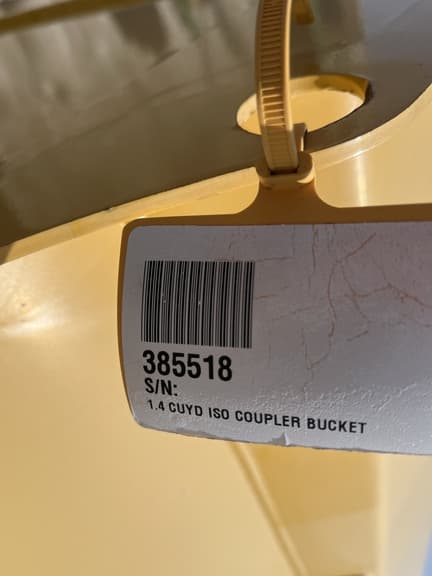 385518
S/N:
1.4 CUYD ISO COUPLER BUCKET